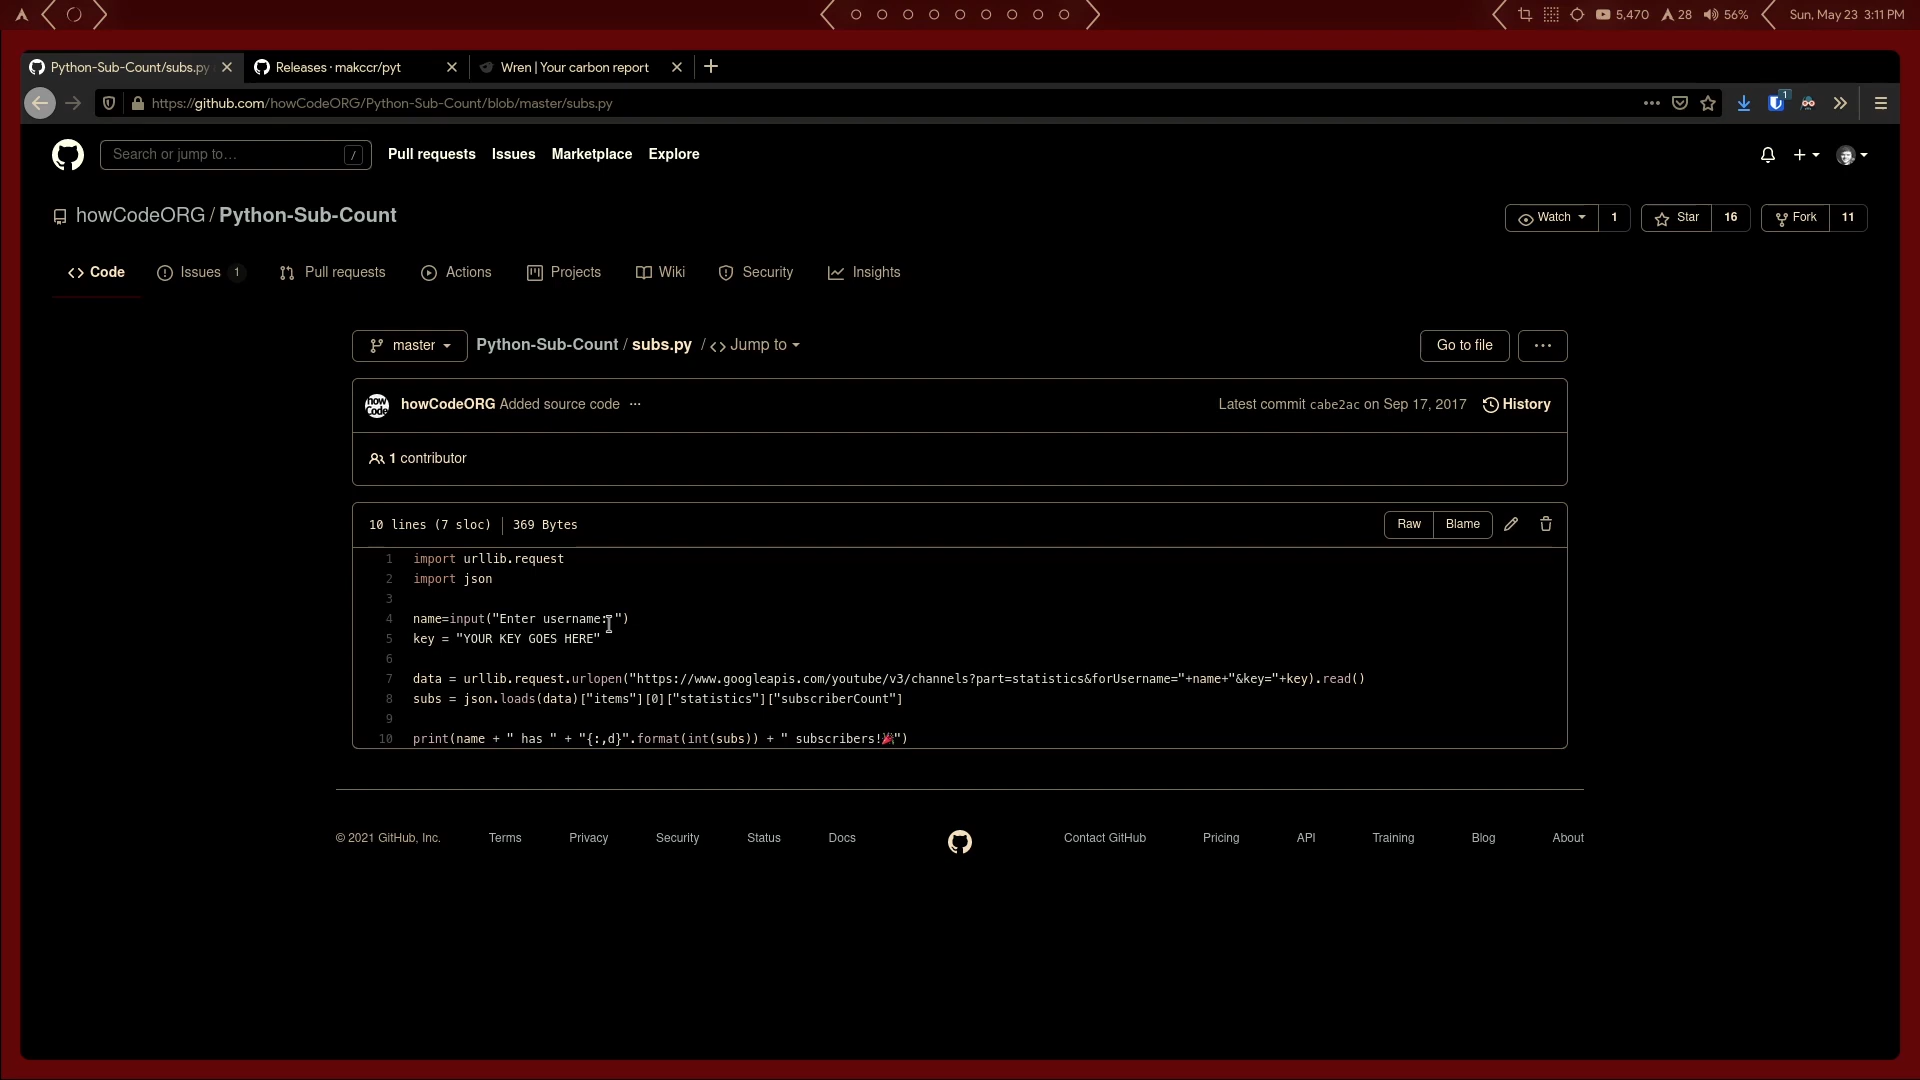 5,470 28 56% Sun, May 23 3:11 PM
Python-Sub-Count/subs.py Releases · makccr/pyt Wren | Your carbon report
https://github.com/howCodeORG/Python-Sub-Count/blob/master/subs.py
1
Search or jump to… / Pull requests Issues Marketplace Explore
howCodeORG / Python-Sub-Count Watch 1 Star 16 Fork 11
Code Issues 1 Pull requests Actions Projects Wiki Security Insights
master Python-Sub-Count / subs.py / Jump to Go to file
howCodeORG Added source code Latest commit cabe2ac on Sep 17, 2017 History
how Code
1 contributor
10 lines (7 sloc) 369 Bytes Raw Blame
1 import urllib.request
2 import json
3
4 name=input("Enter username: ")
5 key = "YOUR KEY GOES HERE"
6
7 data = urllib.request.urlopen("https://www.googleapis.com/youtube/v3/channels?part=statistics&forUsername="+name+"&key="+key).read()
8 subs = json.loads(data)["items"][0]["statistics"]["subscriberCount"]
9
10 print(name + " has " + "{:,d}".format(int(subs)) + " subscribers!🎉")
© 2021 GitHub, Inc. Terms Privacy Security Status Docs Contact GitHub Pricing API Training Blog About